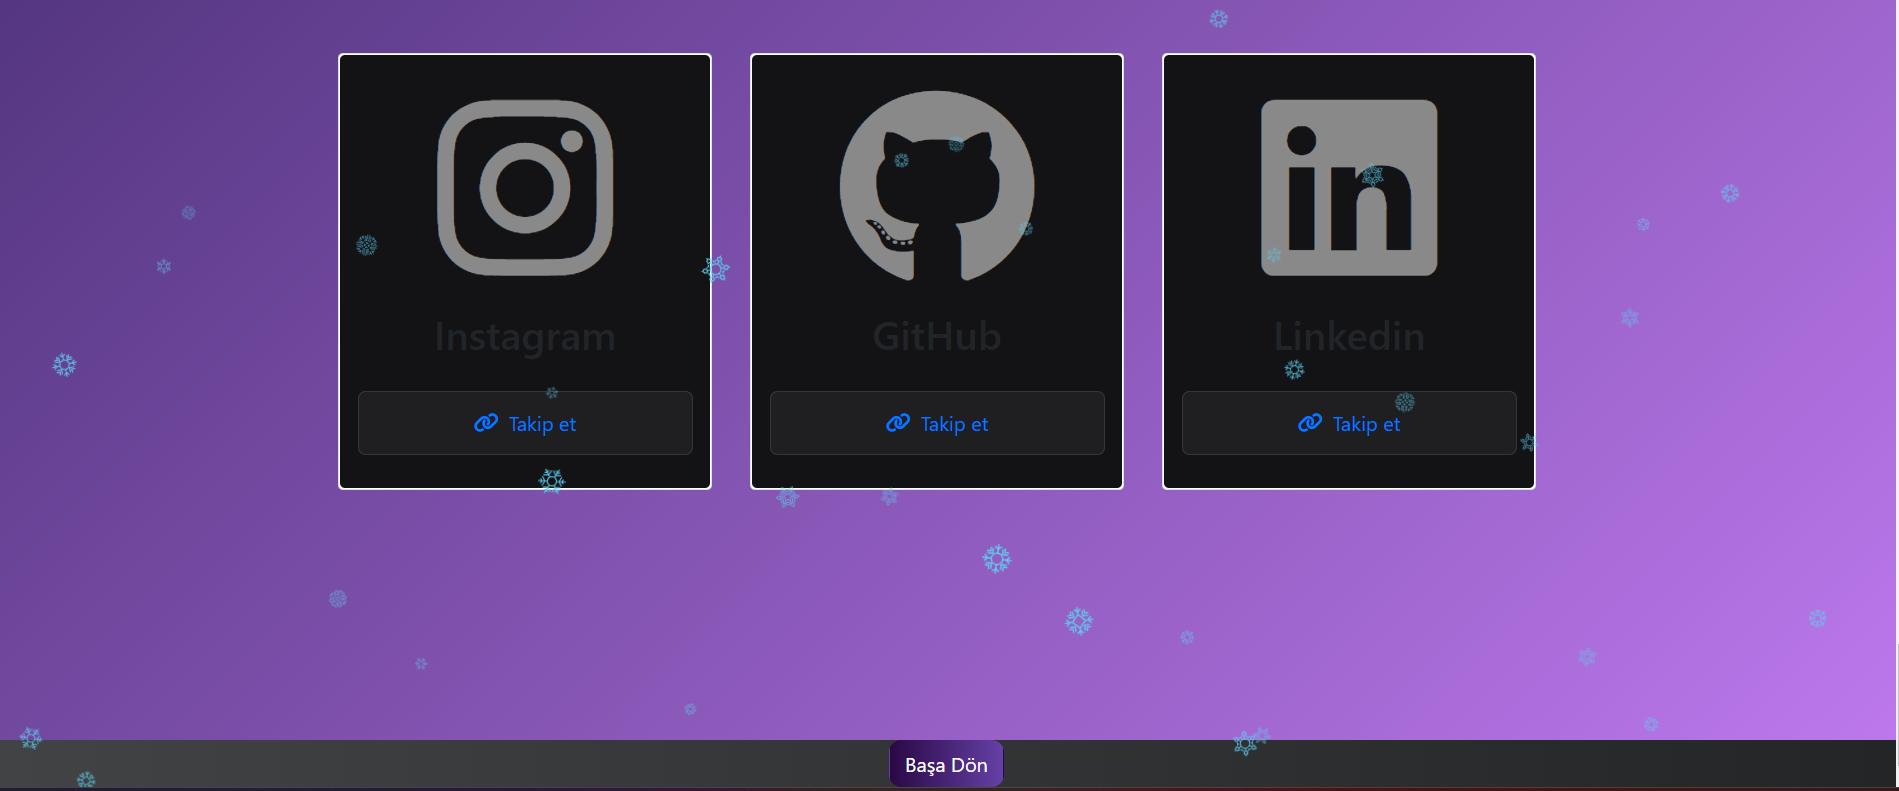 Instagram
GitHub
Linkedin
Takip et
Takip et
Takip et
Başa Dön